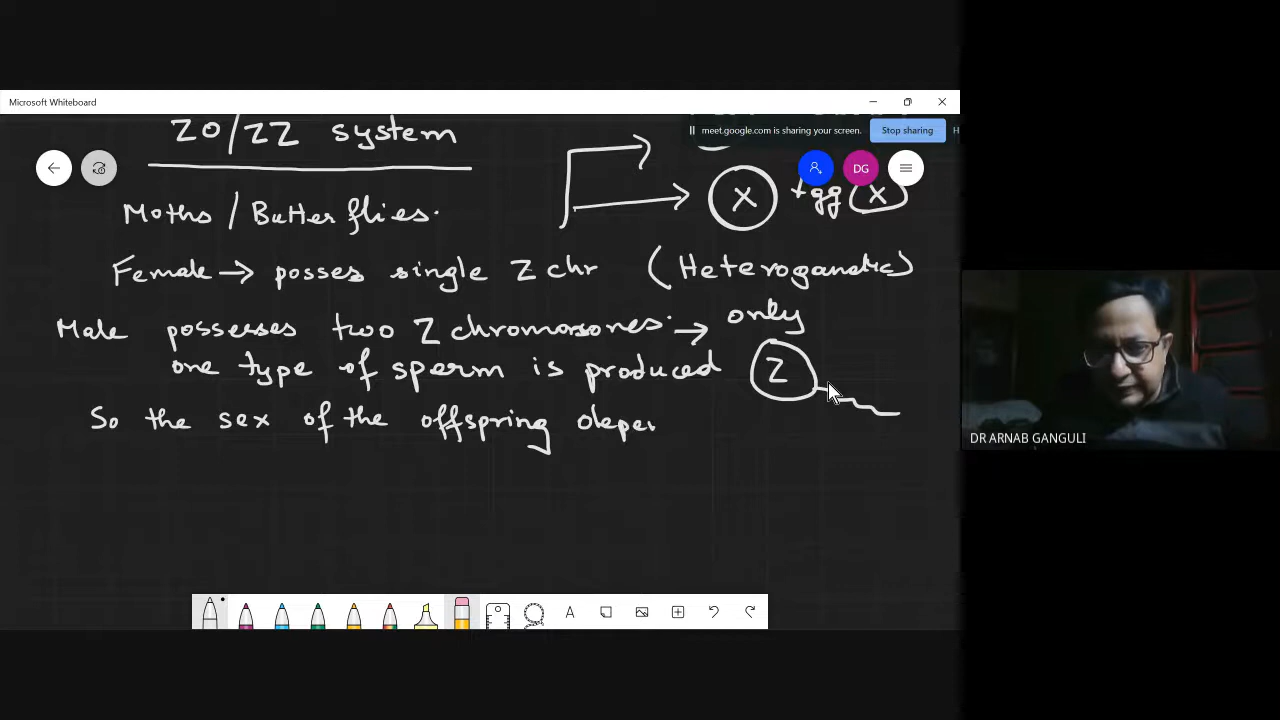 Microsoft Whiteboard
meet.google.com is sharing your screen.
Stop sharing
H
DG
ZO/ZZ system
Moths / Butterflies.
X
egg X
Female → posses single Z chr (Heterogametic)
Male possesses two Z chromosomes. → only
one type of sperm is produced Z
So the sex of the offspring depen
A
DR ARNAB GANGULI